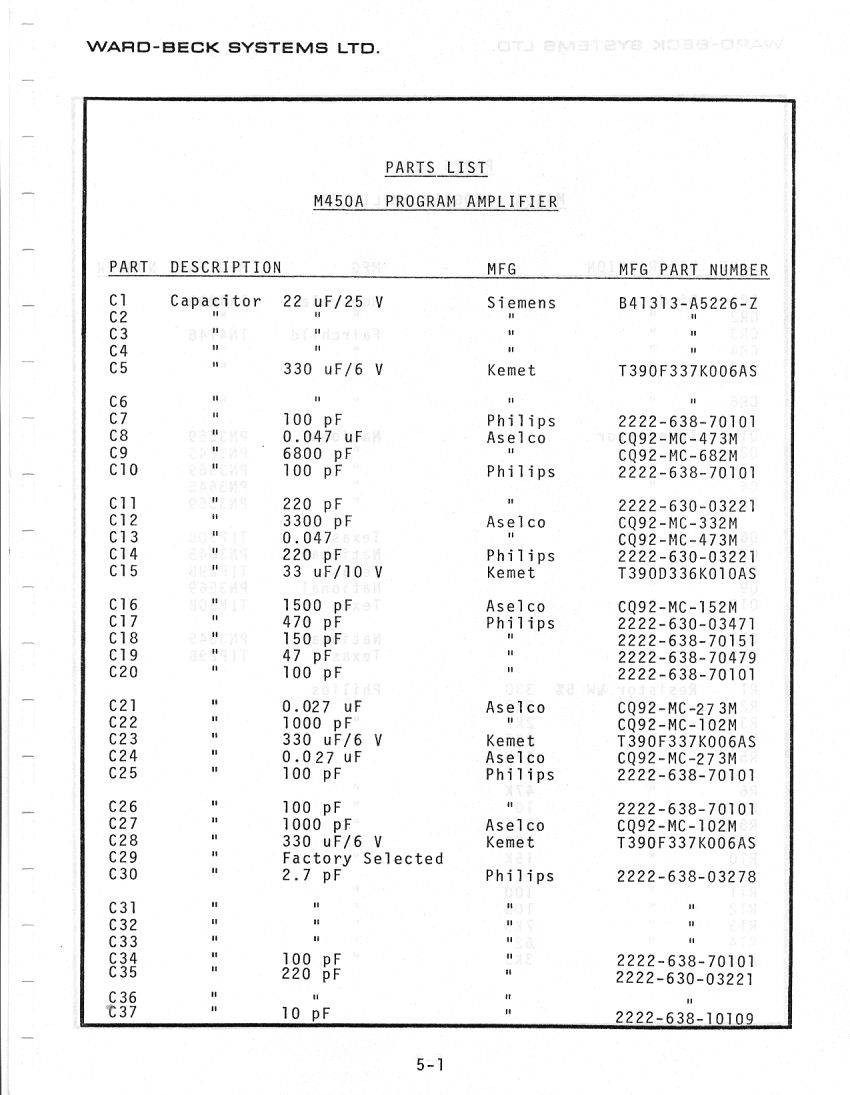 WARD-BECK SYSTEMS LTD.
PARTS LIST
M450A PROGRAM AMPLIFIER
PART DESCRIPTION MFG MFG PART NUMBER
C1 Capacitor 22 uF/25 V Siemens B41313-A5226-Z
C2 " " " "
C3 " " " "
C4 " " " "
C5 " 330 uF/6 V Kemet T390F337K006AS
C6 " " " "
C7 " 100 pF Philips 2222-638-70101
C8 " 0.047 uF Aselco CQ92-MC-473M
C9 " 6800 pF " CQ92-MC-682M
C10 " 100 pF Philips 2222-638-70101
C11 " 220 pF " 2222-630-03221
C12 " 3300 pF Aselco CQ92-MC-332M
C13 " 0.047 " CQ92-MC-473M
C14 " 220 pF Philips 2222-630-03221
C15 " 33 uF/10 V Kemet T390D336K010AS
C16 " 1500 pF Aselco CQ92-MC-152M
C17 " 470 pF Philips 2222-630-03471
C18 " 150 pF " 2222-638-70151
C19 " 47 pF " 2222-638-70479
C20 " 100 pF 2222-638-70101
C21 " 0.027 uF Aselco CQ92-MC-273M
C22 " 1000 pF " CQ92-MC-102M
C23 " 330 uF/6 V Kemet T390F337K006AS
C24 " 0.027 uF Aselco CQ92-MC-273M
C25 " 100 pF Philips 2222-638-70101
C26 " 100 pF " 2222-638-70101
C27 " 1000 pF Aselco CQ92-MC-102M
C28 " 330 uF/6 V Kemet T390F337K006AS
C29 " Factory Selected
C30 " 2.7 pF Philips 2222-638-03278
C31 " " " "
C32 " " " "
C33 " " " "
C34 " 100 pF " 2222-638-70101
C35 " 220 pF " 2222-630-03221
C36 " " " "
C37 " 10 pF " 2222-638-10109
5-1